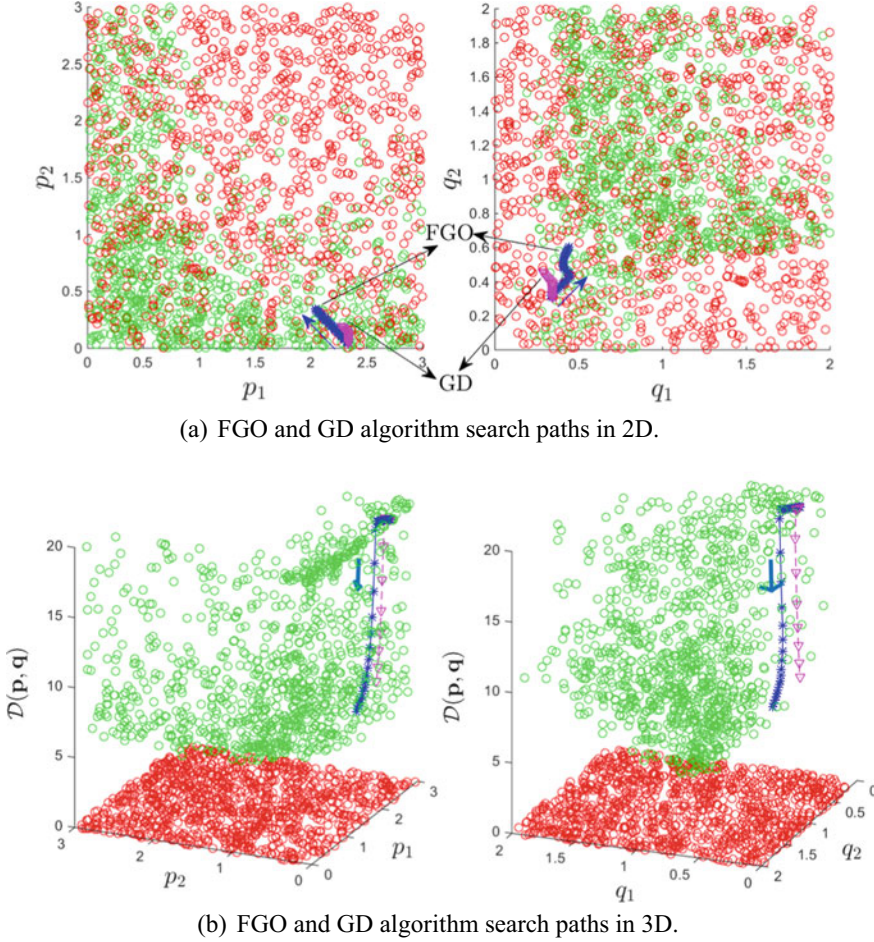 3
2.5
2
1.5
1
0.5
0
p2
0 0.5 1 1.5 2 2.5 3
p1
2
1.8
1.6
1.4
1.2
1
0.8
0.6
0.4
0.2
0
q2
0 0.5 1 1.5 2
q1
FGO
GD
(a) FGO and GD algorithm search paths in 2D.
20
15
10
5
0
D(p, q)
3 2 1 0
p2
0 1 2 3
p1
20
15
10
5
0
D(p, q)
2 1.5 1 0.5 0
q1
2 1.5 1 0.5 0
q2
(b) FGO and GD algorithm search paths in 3D.